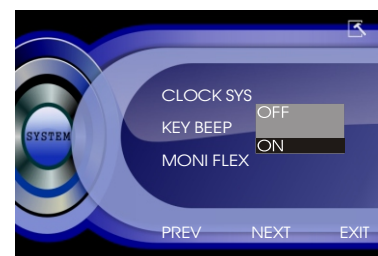 CLOCK SYS
OFF
KEY BEEP
SYSTEM
ON
MONI FLEX
PREV NEXT EXIT